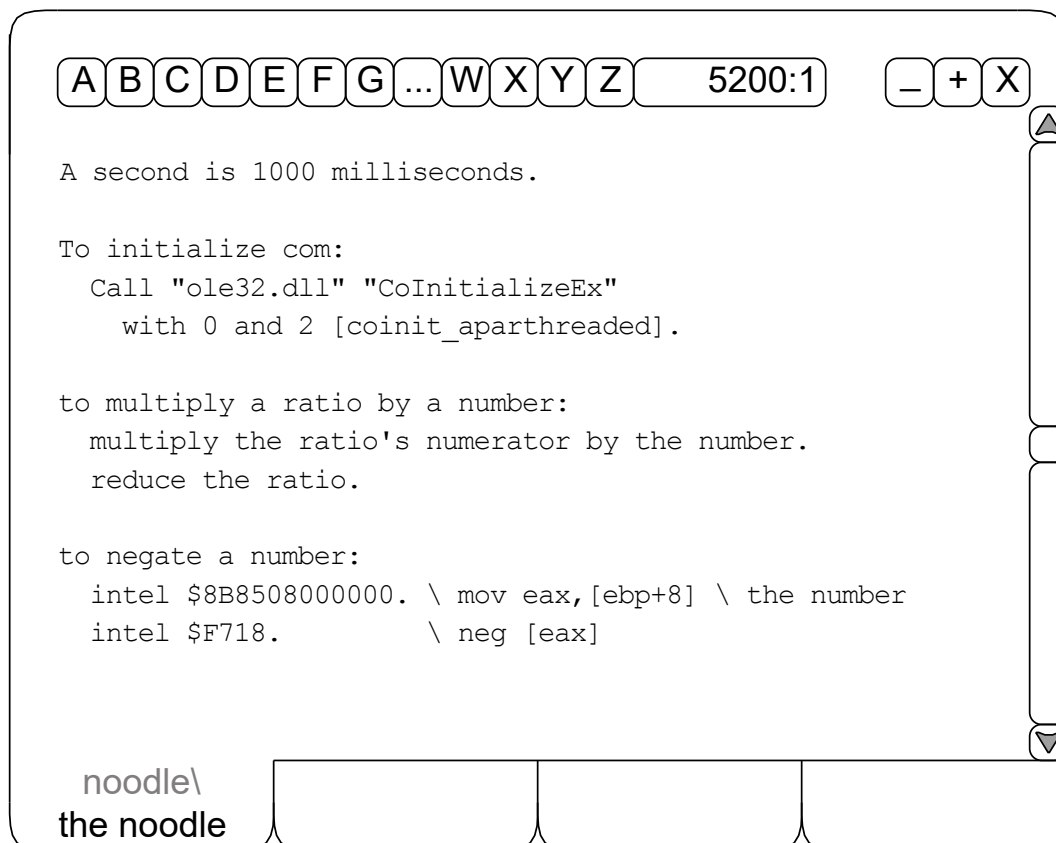 A B C D E F G ... W X Y Z 5200:1 _ + X
A second is 1000 milliseconds.
To initialize com:
Call "ole32.dll" "CoInitializeEx"
with 0 and 2 [coinit_aparthreaded].
to multiply a ratio by a number:
multiply the ratio's numerator by the number.
reduce the ratio.
to negate a number:
intel $8B8508000000. \ mov eax,[ebp+8] \ the number
intel $F718. \ neg [eax]
noodle\
the noodle